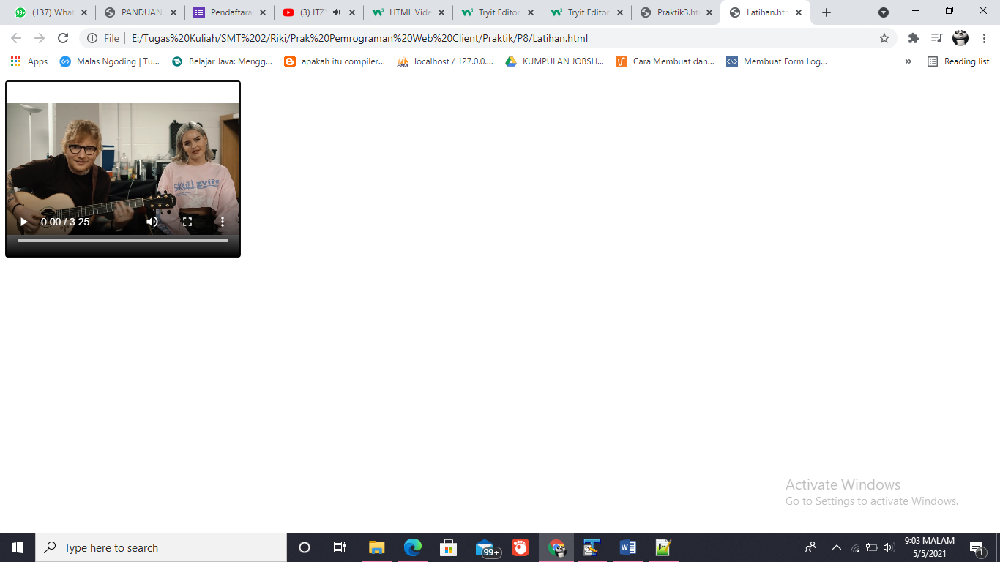 (137) What
PANDUAN
Pendaftara
(3) ITZY
HTML Vide
Tryit Editor
Tryit Editor
Praktik3.ht
Latihan.htm
File
E:/Tugas%20Kuliah/SMT%202/Riki/Prak%20Pemrograman%20Web%20Client/Praktik/P8/Latihan.html
Apps
Malas Ngoding | Tu...
Belajar Java: Mengg...
apakah itu compiler...
localhost / 127.0.0....
KUMPULAN JOBSH...
Cara Membuat dan...
Membuat Form Log...
»
Reading list
SKULL zvíře
0:00 / 3:25
Activate Windows
Go to Settings to activate Windows.
Type here to search
99+
9:03 MALAM
5/5/2021
1